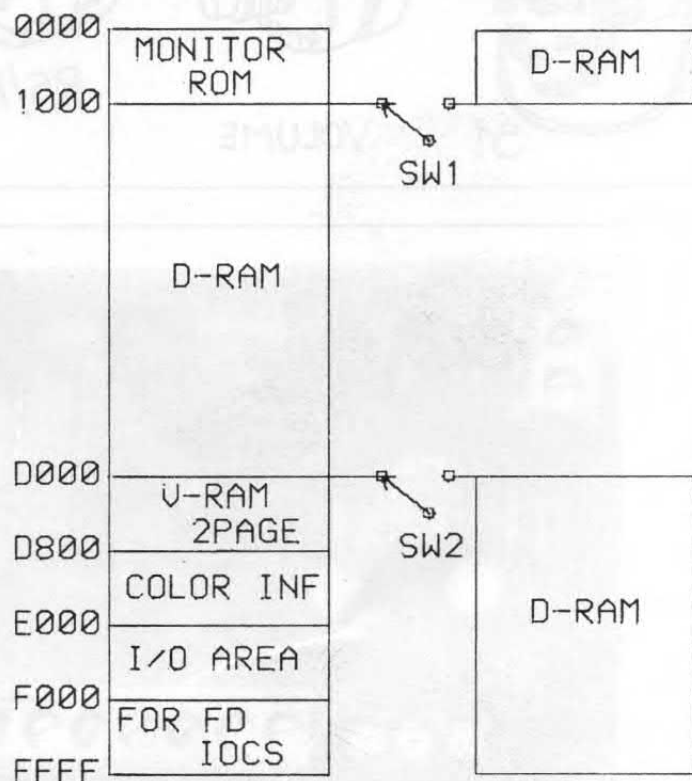 0000
MONITOR
ROM
D-RAM
1000
SW1
D-RAM
D000
V-RAM
2PAGE
SW2
D800
COLOR INF
D-RAM
E000
I/O AREA
F000
FOR FD
IOCS
FFFF
VOLUME